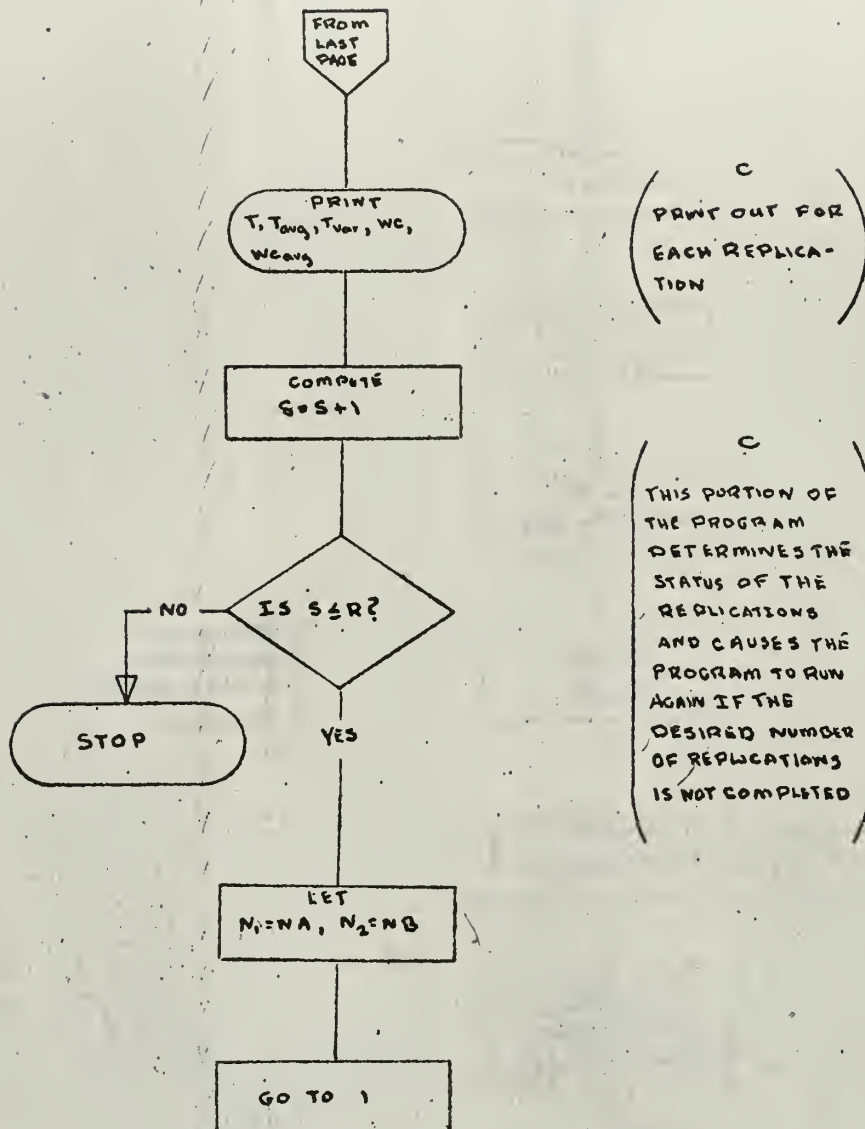 FROM
LAST
PAGE
PRINT
T, Tavg, Tvar, WC,
WCavg
C
PRINT OUT FOR
EACH REPLICA-
TION
COMPUTE
S=S+1
C
THIS PORTION OF
THE PROGRAM
DETERMINES THE
STATUS OF THE
REPLICATIONS
AND CAUSES THE
PROGRAM TO RUN
AGAIN IF THE
DESIRED NUMBER
OF REPLICATIONS
IS NOT COMPLETED
IS S≤R?
NO
STOP
YES
LET
N₁=NA, N₂=NB
GO TO 1